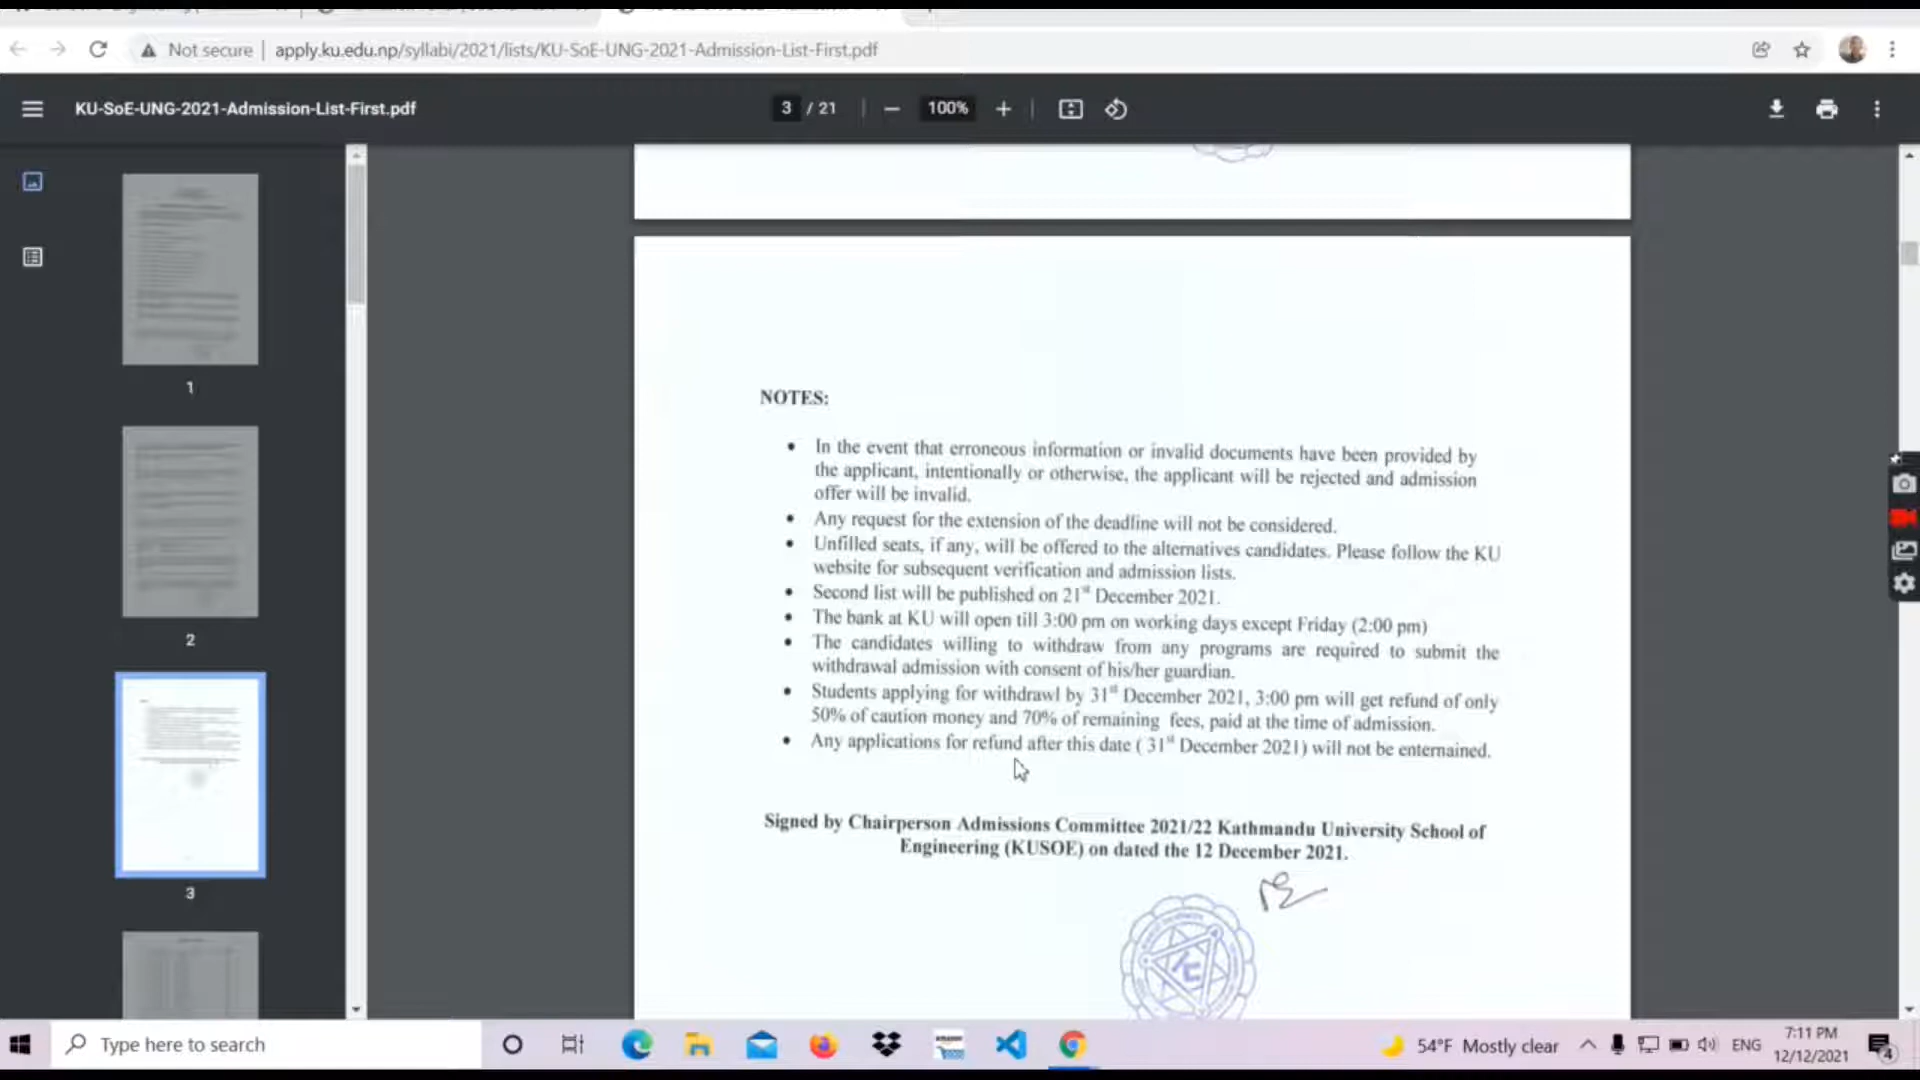 Not secure | apply.ku.edu.np/syllabi/2021/lists/KU-SoE-UNG-2021-Admission-List-First.pdf
KU-SoE-UNG-2021-Admission-List-First.pdf
3 / 21
100%
1
2
3
NOTES:
• In the event that erroneous information or invalid documents have been provided by
the applicant, intentionally or otherwise, the applicant will be rejected and admission
offer will be invalid.
• Any request for the extension of the deadline will not be considered.
• Unfilled seats, if any, will be offered to the alternatives candidates. Please follow the KU
website for subsequent verification and admission lists.
• Second list will be published on 21st December 2021.
• The bank at KU will open till 3:00 pm on working days except Friday (2:00 pm)
• The candidates willing to withdraw from any programs are required to submit the
withdrawal admission with consent of his/her guardian.
• Students applying for withdrawl by 31st December 2021, 3:00 pm will get refund of only
50% of caution money and 70% of remaining fees, paid at the time of admission.
• Any applications for refund after this date ( 31st December 2021) will not be enternained.
Signed by Chairperson Admissions Committee 2021/22 Kathmandu University School of
Engineering (KUSOE) on dated the 12 December 2021.
Type here to search
54°F Mostly clear
ENG
7:11 PM
12/12/2021
4